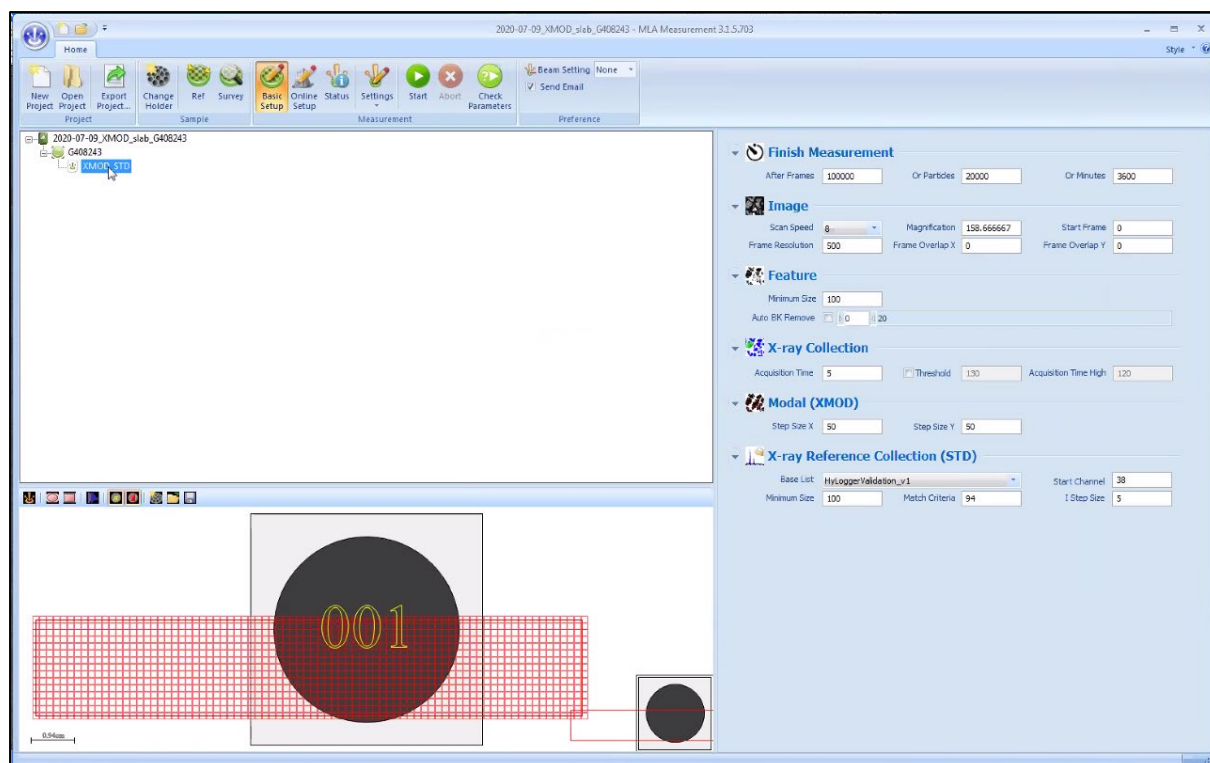 2020-07-09_XMOD_slab_G408243 - MLA Measurement 3.1.5.703
Home
Style
New Project
Open Project
Export Project...
Change Holder
Ref
Survey
Basic Setup
Online Setup
Status
Settings
Start
Abort
Check Parameters
Beam Setting None
Send Email
Project
Sample
Measurement
Preference
2020-07-09_XMOD_slab_G408243
G408243
XMOD_STD
Finish Measurement
After Frames 100000 Or Particles 20000 Or Minutes 3600
Image
Scan Speed 8 Magnification 158.666667 Start Frame 0
Frame Resolution 500 Frame Overlap X 0 Frame Overlap Y 0
Feature
Minimum Size 100
Auto BK Remove 0 20
X-ray Collection
Acquisition Time 5 Threshold 130 Acquisition Time High 120
Modal (XMOD)
Step Size X 50 Step Size Y 50
X-ray Reference Collection (STD)
Base List HyLoggerValidation_v1 Start Channel 38
Minimum Size 100 Match Criteria 94 I Step Size 5
001
0.94cm